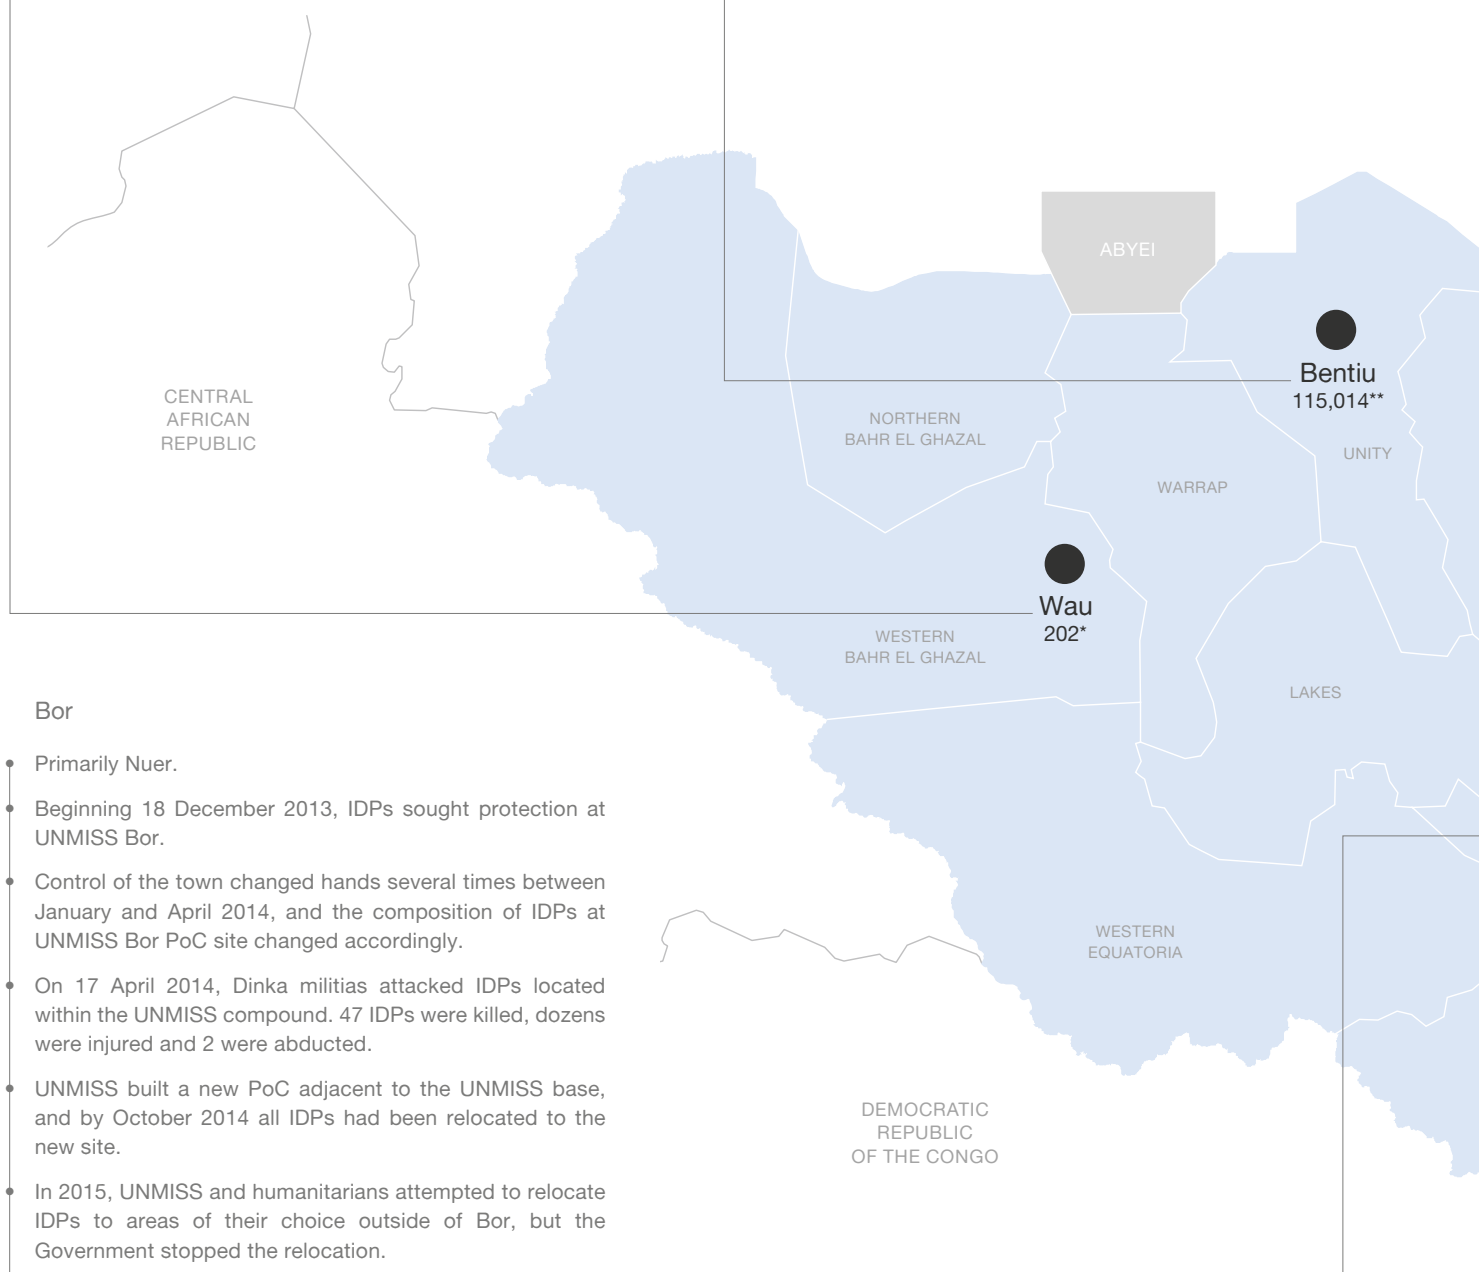 ABYEI
Bentiu
115,014**
CENTRAL
AFRICAN
REPUBLIC
NORTHERN
BAHR EL GHAZAL
UNITY
WARRAP
Wau
202*
WESTERN
BAHR EL GHAZAL
LAKES
WESTERN
EQUATORIA
DEMOCRATIC
REPUBLIC
OF THE CONGO
Bor
Primarily Nuer.
Beginning 18 December 2013, IDPs sought protection at
UNMISS Bor.
Control of the town changed hands several times between
January and April 2014, and the composition of IDPs at
UNMISS Bor PoC site changed accordingly.
On 17 April 2014, Dinka militias attacked IDPs located
within the UNMISS compound. 47 IDPs were killed, dozens
were injured and 2 were abducted.
UNMISS built a new PoC adjacent to the UNMISS base,
and by October 2014 all IDPs had been relocated to the
new site.
In 2015, UNMISS and humanitarians attempted to relocate
IDPs to areas of their choice outside of Bor, but the
Government stopped the relocation.